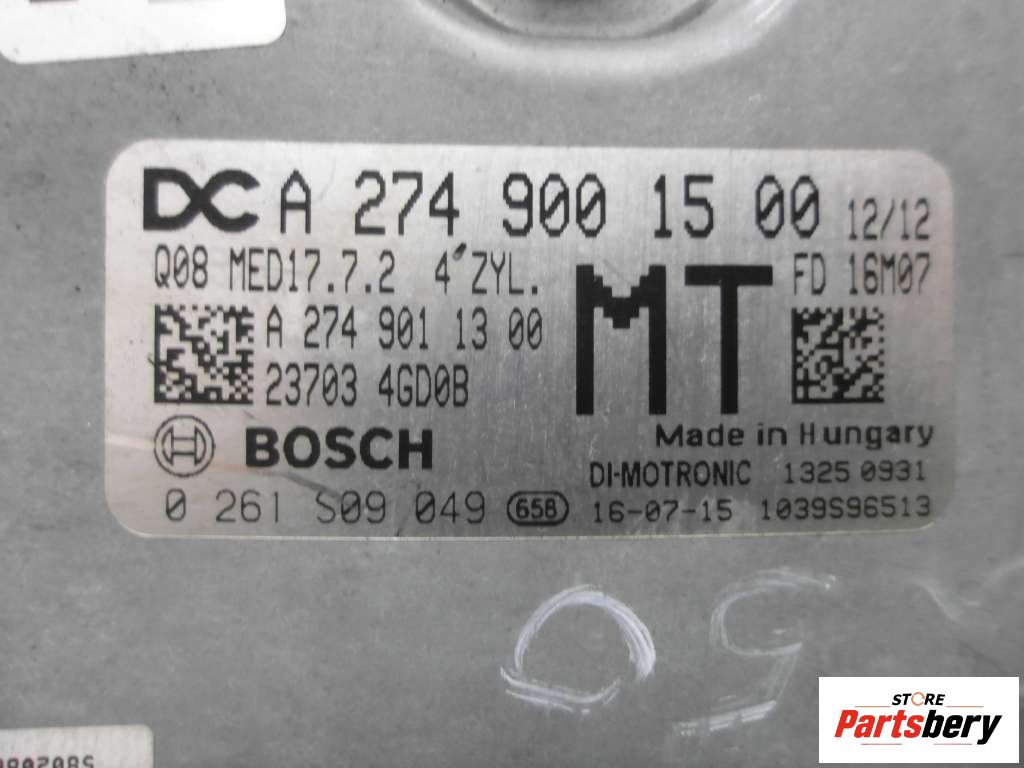 DC A 274 900 15 00 12/12
Q08 MED17.7.2 4'ZYL. MT FD 16M07
A 274 901 13 00
23703 4GD0B
BOSCH Made in Hungary
DI-MOTRONIC 1325 0931
0 261 S09 049 658 16-07-15 1039S96513
STORE
Partsbery